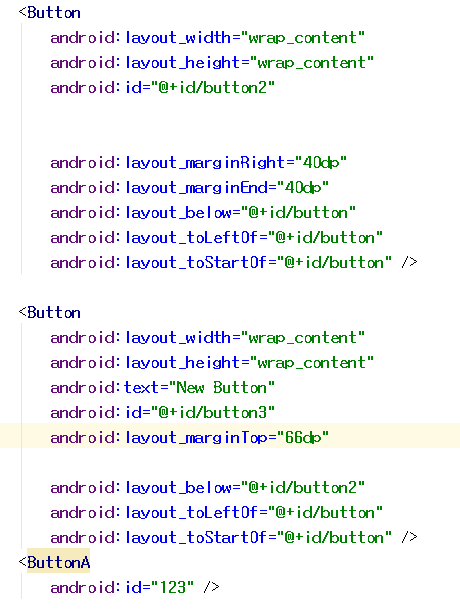 <Button
android:layout_width="wrap_content"
android:layout_height="wrap_content"
android:id="@+id/button2"
android:layout_marginRight="40dp"
android:layout_marginEnd="40dp"
android:layout_below="@+id/button"
android:layout_toLeftOf="@+id/button"
android:layout_toStartOf="@+id/button" />
<Button
android:layout_width="wrap_content"
android:layout_height="wrap_content"
android:text="New Button"
android:id="@+id/button3"
android:layout_marginTop="66dp"
android:layout_below="@+id/button2"
android:layout_toLeftOf="@+id/button"
android:layout_toStartOf="@+id/button" />
<ButtonA
android:id="123" />